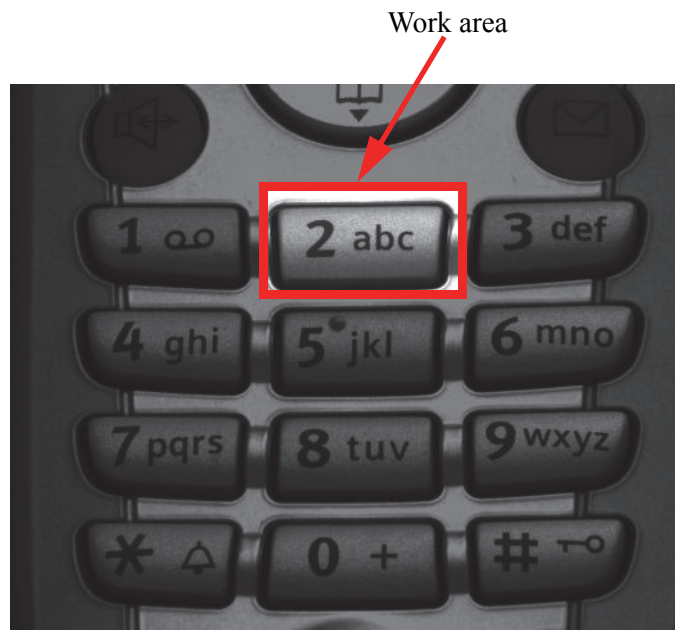 Work area
1 2 abc 3 def
4 ghi 5 jkl 6 mno
7 pqrs 8 tuv 9 wxyz
* 0 + #